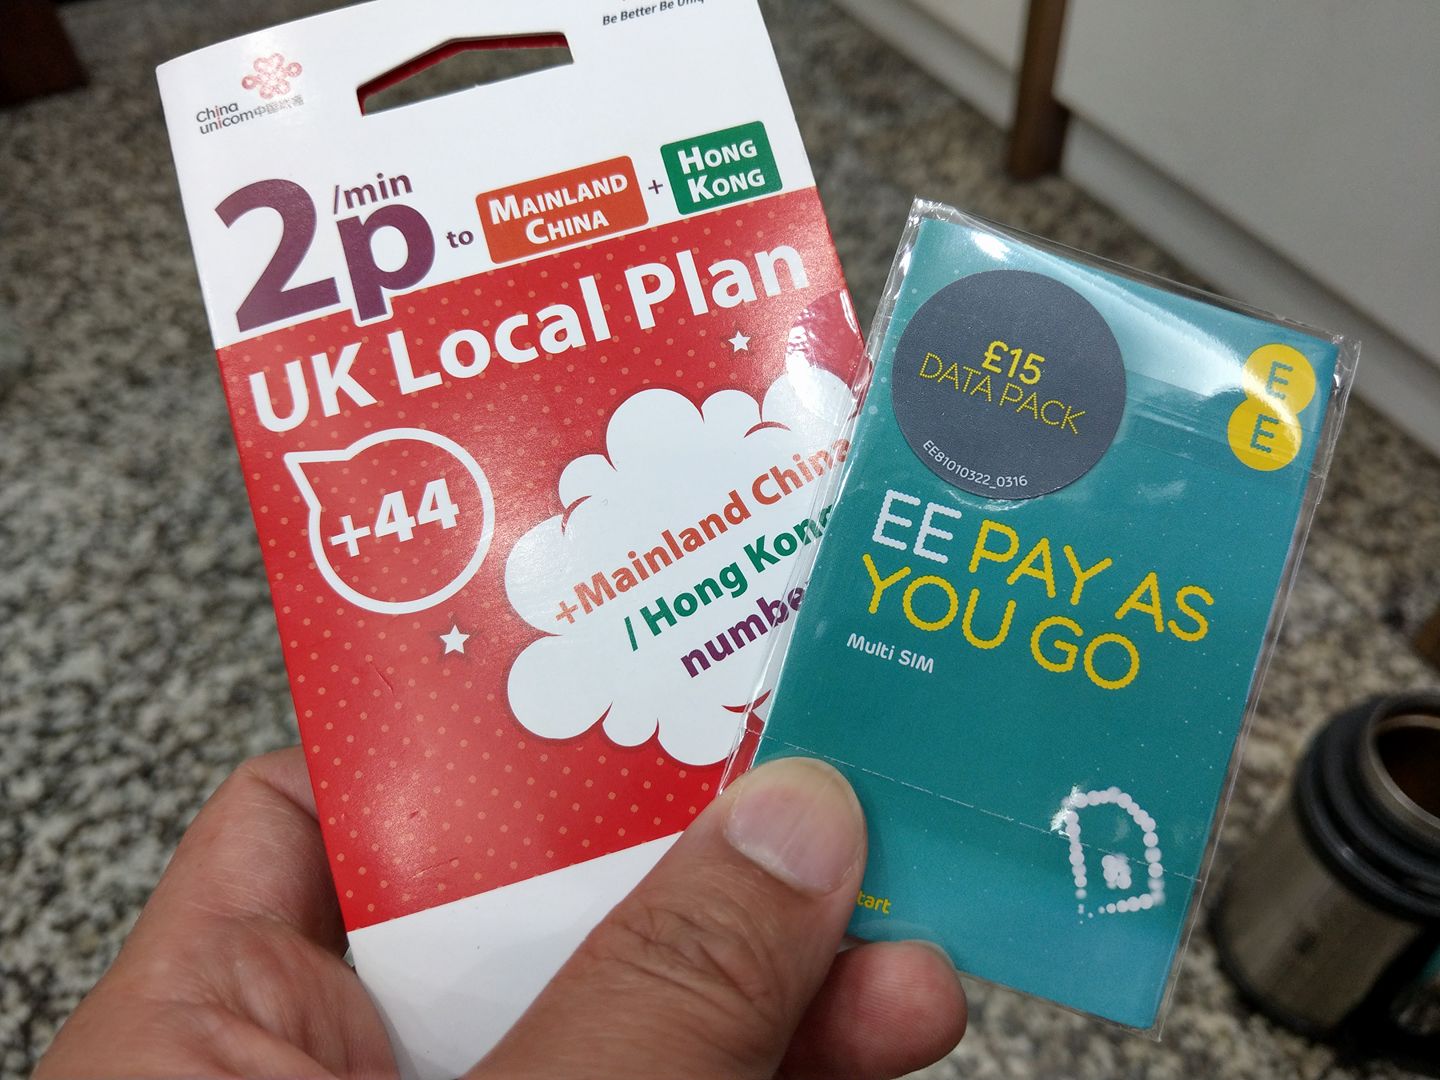 Be Better Be
China
unicom中国联通
2p/min to MAINLAND CHINA + HONG KONG
UK Local Plan
+44
+Mainland China
/ Hong Kong
£15
DATA PACK
EE81010322_0316
EE
EE PAY AS
YOU GO
Multi SIM